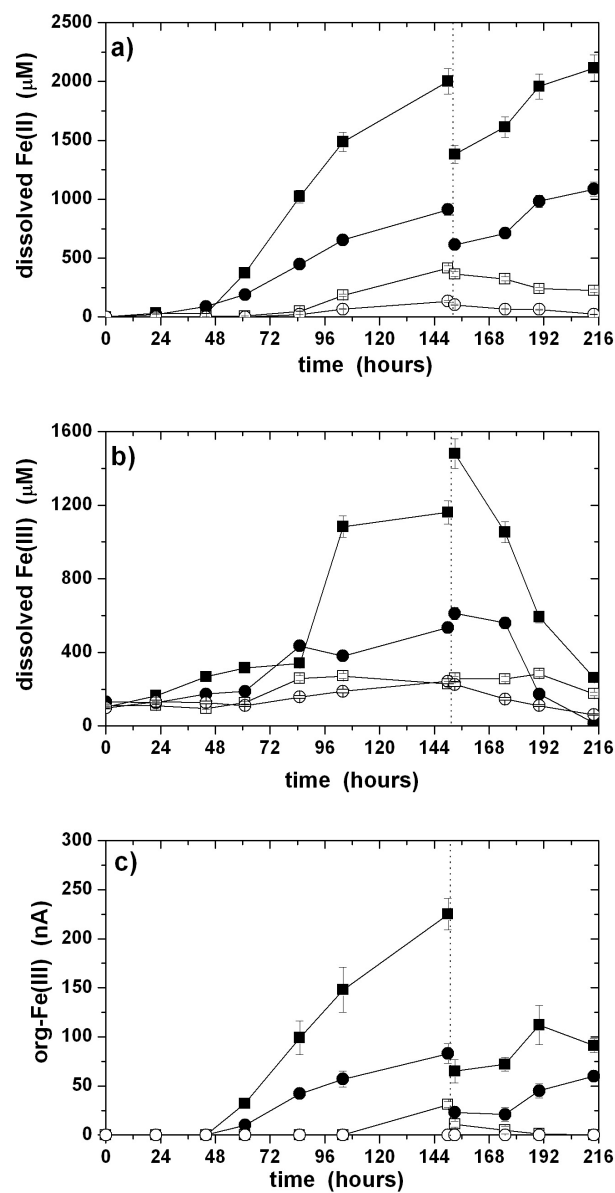 a)
dissolved Fe(II) (μM)
2500
2000
1500
1000
500
0
0 24 48 72 96 120 144 168 192 216
time (hours)
b)
dissolved Fe(III) (μM)
1600
1200
800
400
0
0 24 48 72 96 120 144 168 192 216
time (hours)
c)
org-Fe(III) (nA)
300
250
200
150
100
50
0
0 24 48 72 96 120 144 168 192 216
time (hours)